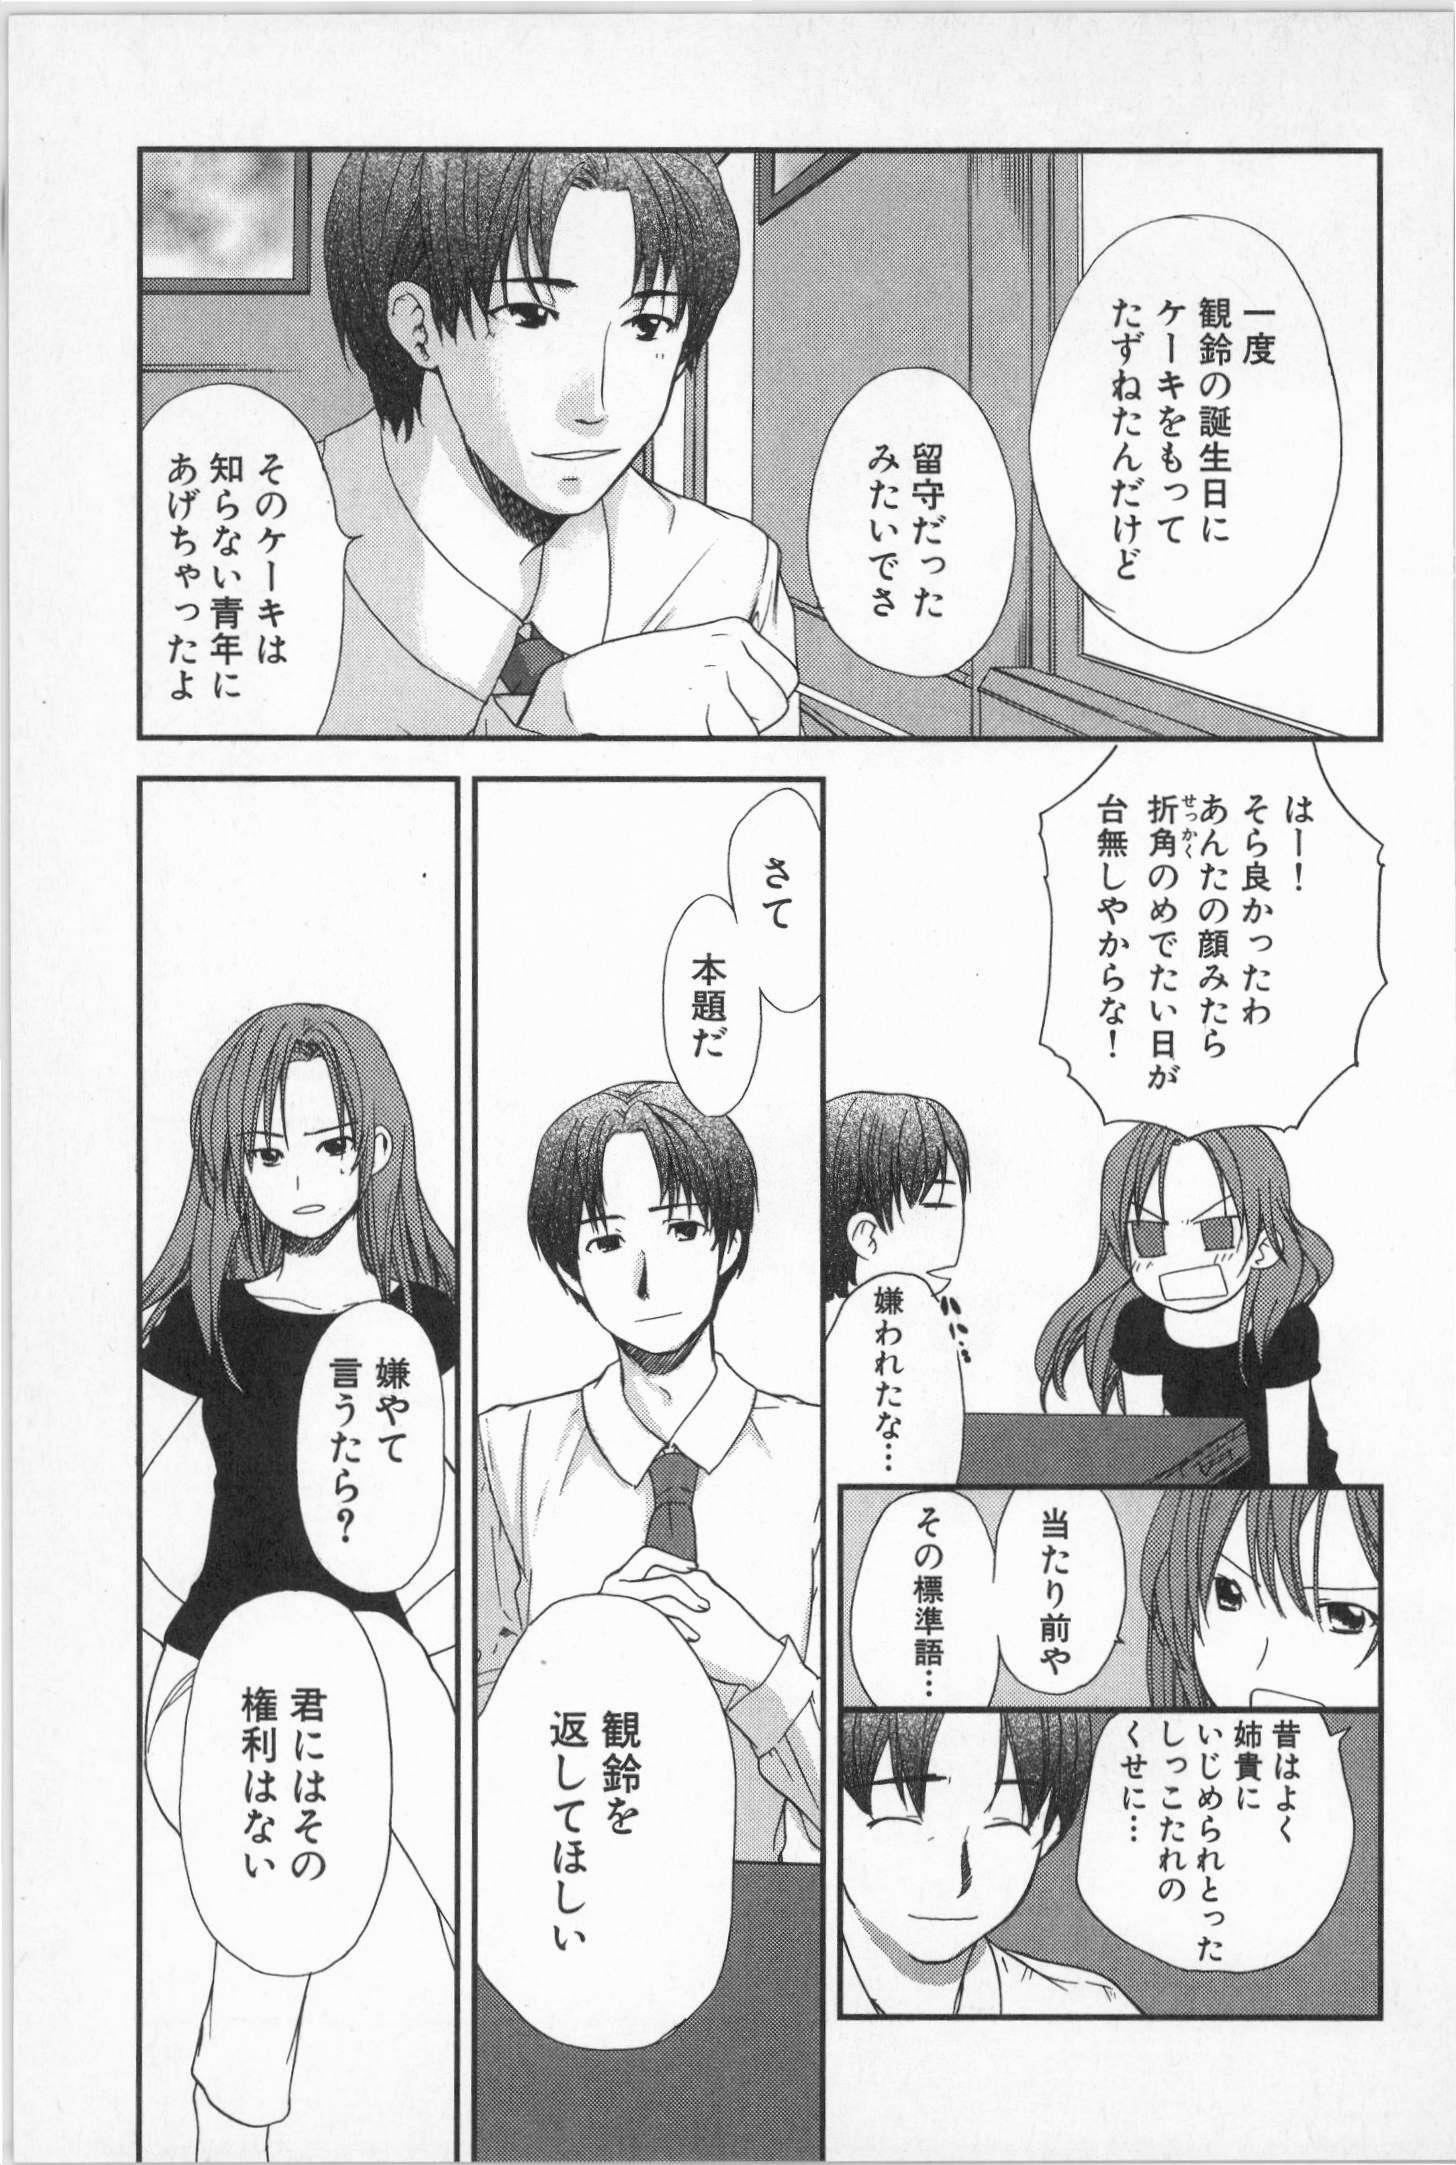 一度
観鈴の誕生日に
ケーキをもって
たずねたんだけど
留守だった
みたいでさ
そのケーキは
知らない青年に
あげちゃったよ
はー!
そら良かったわ
あんたの顔みたら
折角のめでたい日が
せっかく
台無しやからな!
嫌われたな…
当たり前や
その標準語…
昔はよく
姉貴に
いじめられとった
しっこたれの
くせに…
さて
本題だ
観鈴を
返してほしい
嫌やて
言うたら?
君にはその
権利はない